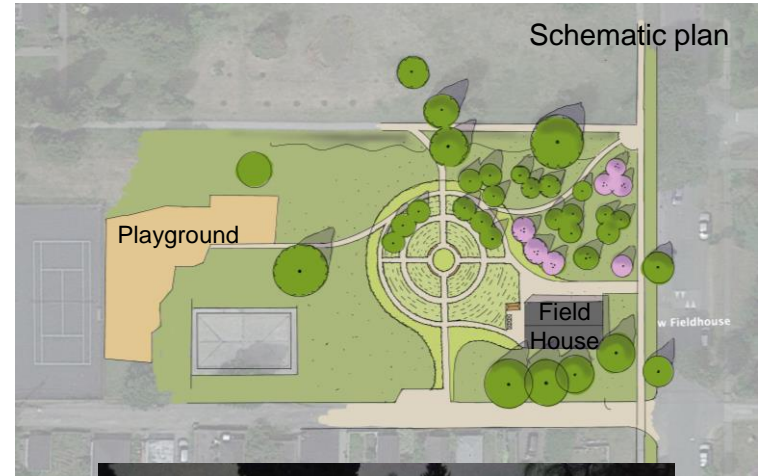 Schematic plan
Playground
Field
House
w Fieldhouse